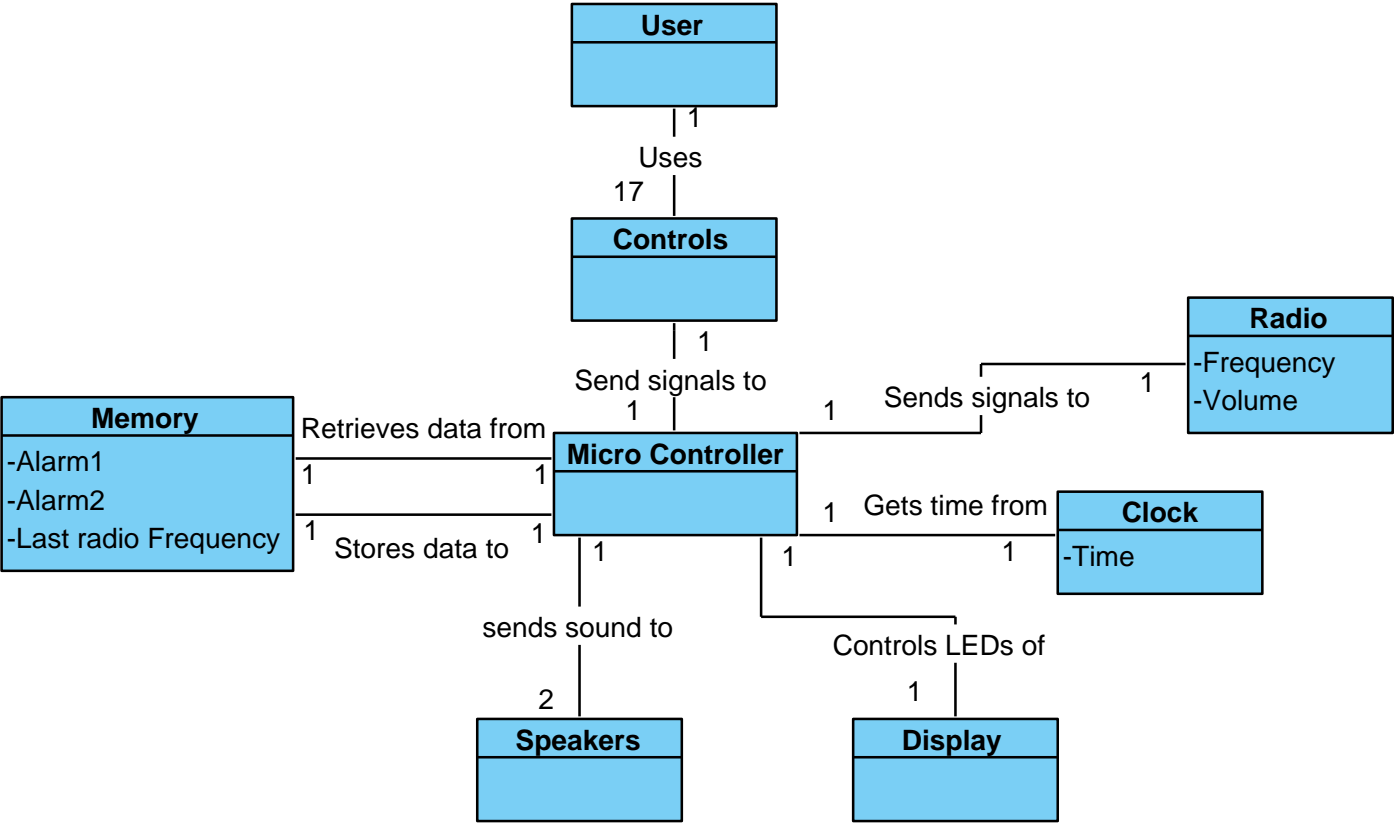 User
1
Uses
17
Controls
1
Send signals to
1
Radio
-Frequency
-Volume
1
Sends signals to
1
Memory
-Alarm1
-Alarm2
-Last radio Frequency
Retrieves data from
1
1
1
Stores data to
1
Micro Controller
1
Gets time from
1
Clock
-Time
1
sends sound to
2
Speakers
1
Controls LEDs of
1
Display